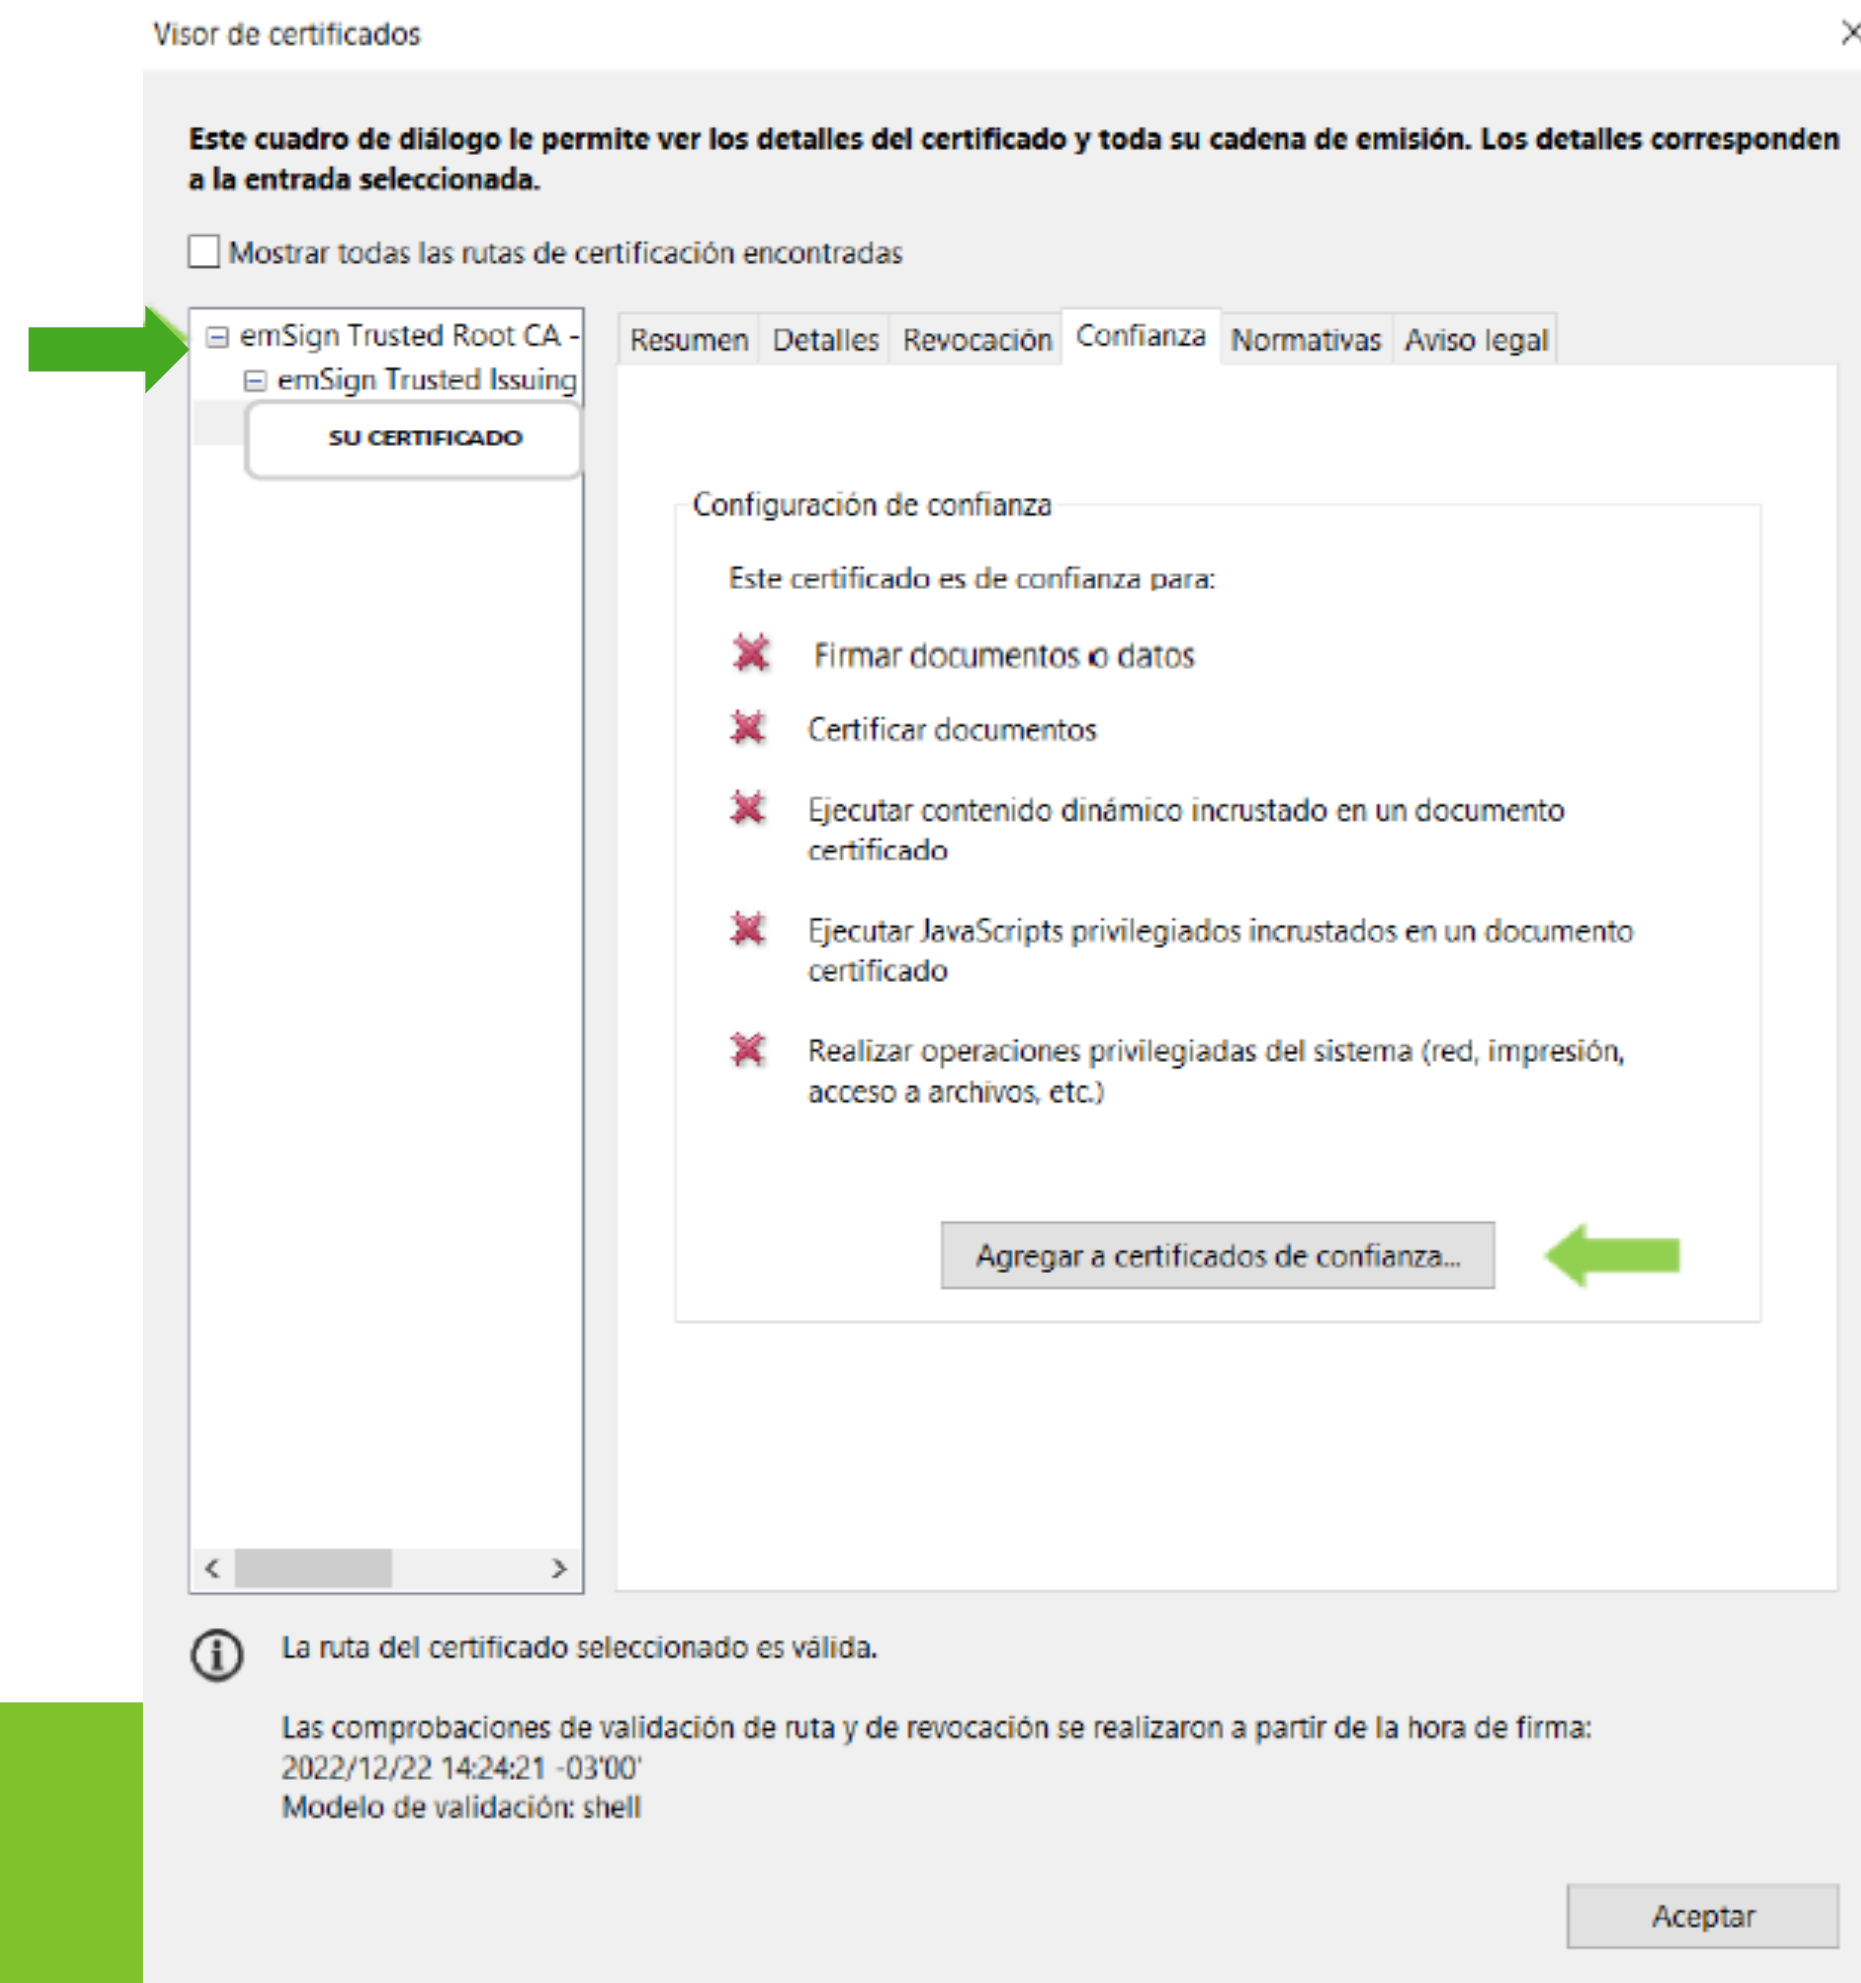 Visor de certificados
Este cuadro de diálogo le permite ver los detalles del certificado y toda su cadena de emisión. Los detalles corresponden
a la entrada seleccionada.
Mostrar todas las rutas de certificación encontradas
emSign Trusted Root CA -
emSign Trusted Issuing
SU CERTIFICADO
Resumen Detalles Revocación Confianza Normativas Aviso legal
Configuración de confianza
Este certificado es de confianza para:
Firmar documentos o datos
Certificar documentos
Ejecutar contenido dinámico incrustado en un documento
certificado
Ejecutar JavaScripts privilegiados incrustados en un documento
certificado
Realizar operaciones privilegiadas del sistema (red, impresión,
acceso a archivos, etc.)
Agregar a certificados de confianza...
La ruta del certificado seleccionado es válida.
Las comprobaciones de validación de ruta y de revocación se realizaron a partir de la hora de firma:
2022/12/22 14:24:21 -03'00'
Modelo de validación: shell
Aceptar